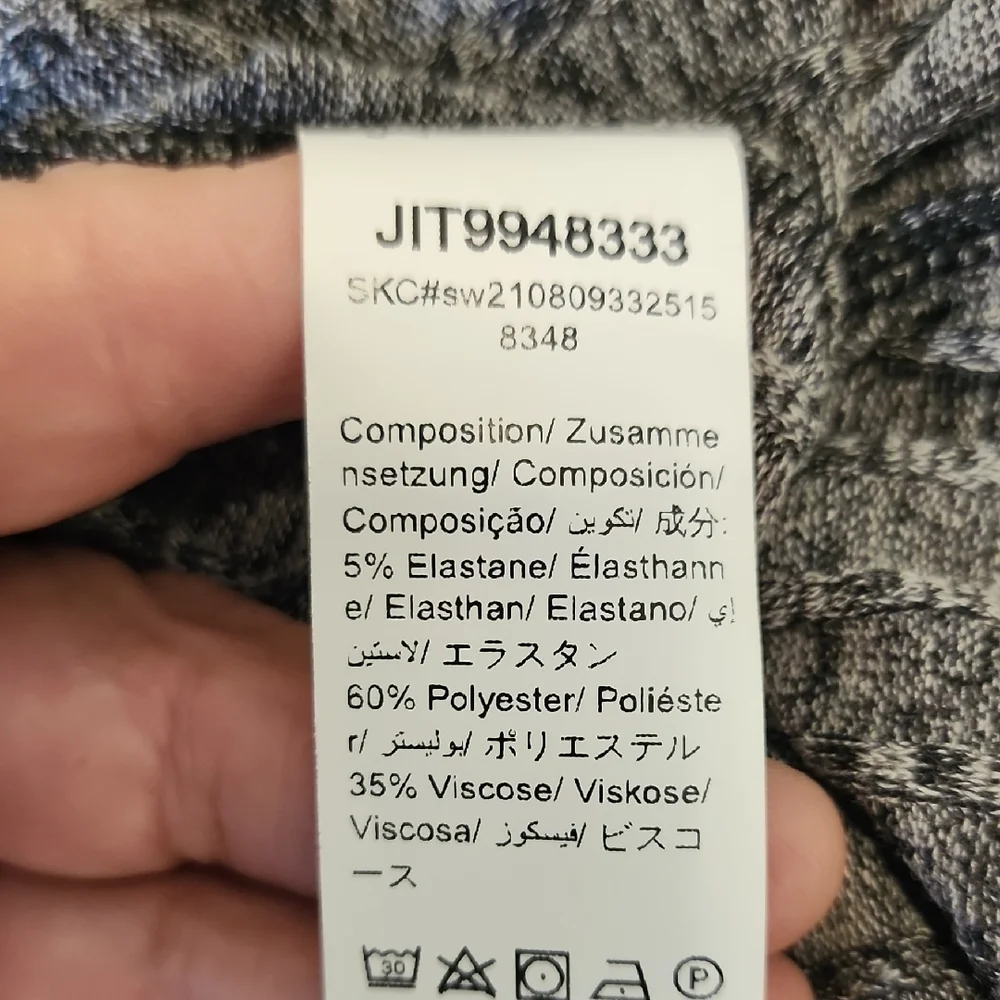 JIT9948333
SKC#sw210809332515
8348
Composition/ Zusamme
nsetzung/ Composición/
Composição/ تكوين/ 成分:
5% Elastane/ Élasthann
e/ Elasthan/ Elastano/ إي
لاستين/ エラスタン
60% Polyester/ Poliéste
r/ بوليستر/ ポリエステル
35% Viscose/ Viskose/
Viscosa/ فيسكوز/ ビスコ
ース
30
P